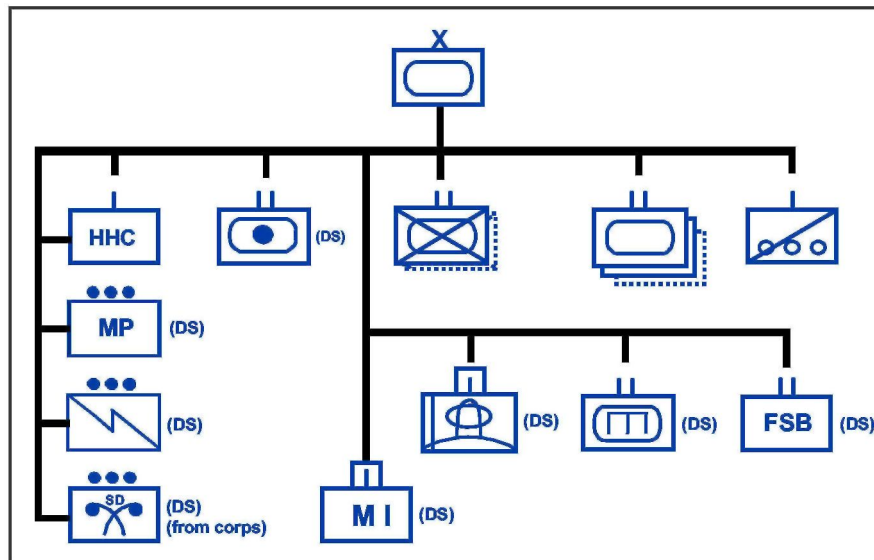 X
HHC
(DS)
MP
(DS)
(DS)
FSB
(DS)
(DS)
(DS)
SD
(DS)
(from corps)
M I
(DS)